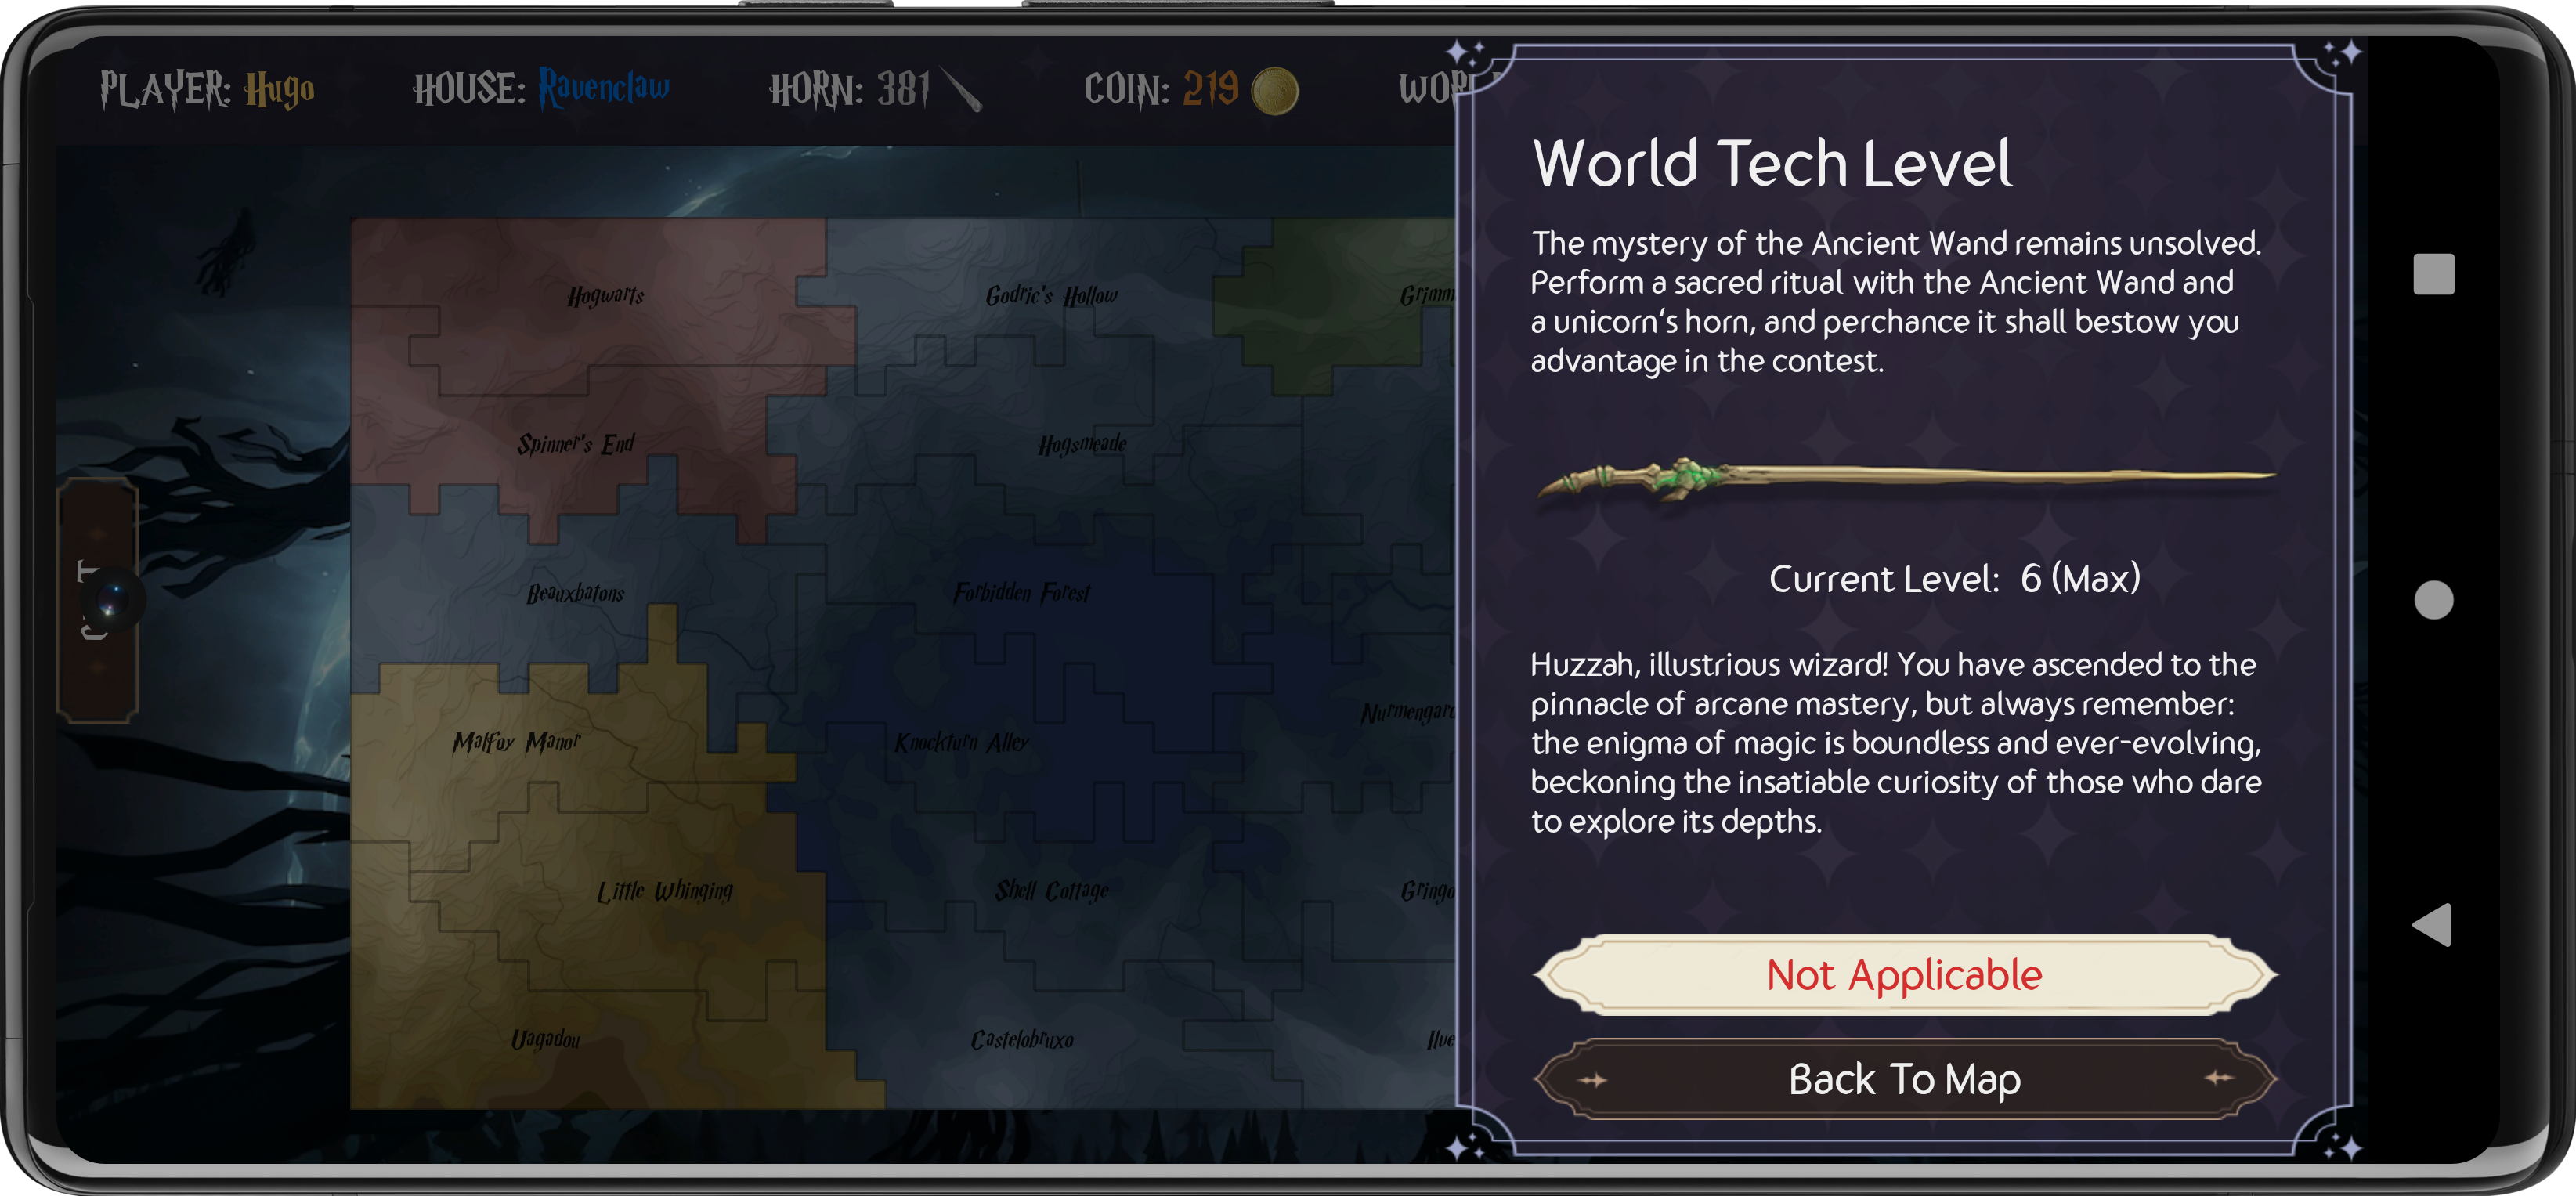 PLAYER: Hugo
HOUSE: Ravenclaw
HORN: 381
COIN: 219
World Tech Level
The mystery of the Ancient Wand remains unsolved.
Perform a sacred ritual with the Ancient Wand and
a unicorn‘s horn, and perchance it shall bestow you
advantage in the contest.
Current Level: 6 (Max)
Huzzah, illustrious wizard! You have ascended to the
pinnacle of arcane mastery, but always remember:
the enigma of magic is boundless and ever-evolving,
beckoning the insatiable curiosity of those who dare
to explore its depths.
Not Applicable
Back To Map
Hogwarts
Godric's Hollow
Spinner's End
Hogsmeade
Beauxbatons
Forbidden Forest
Malfoy Manor
Knockturn Alley
Little Whinging
Shell Cottage
Uagadou
Castelobruxo